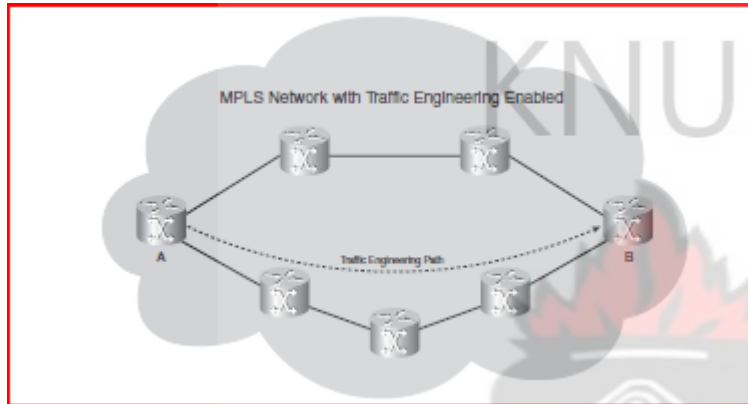 KNU
MPLS Network with Traffic Engineering Enabled
A
Traffic Engineering Path
B